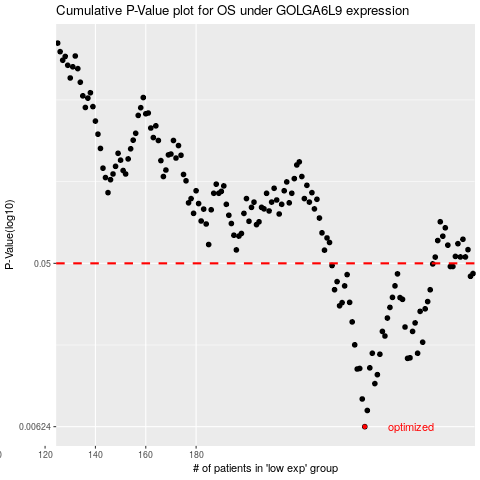 Cumulative P-Value plot for OS under GOLGA6L9 expression
P-Value(log10)
0.05
0.00624
optimized
0 120 140 160 180
# of patients in 'low exp' group